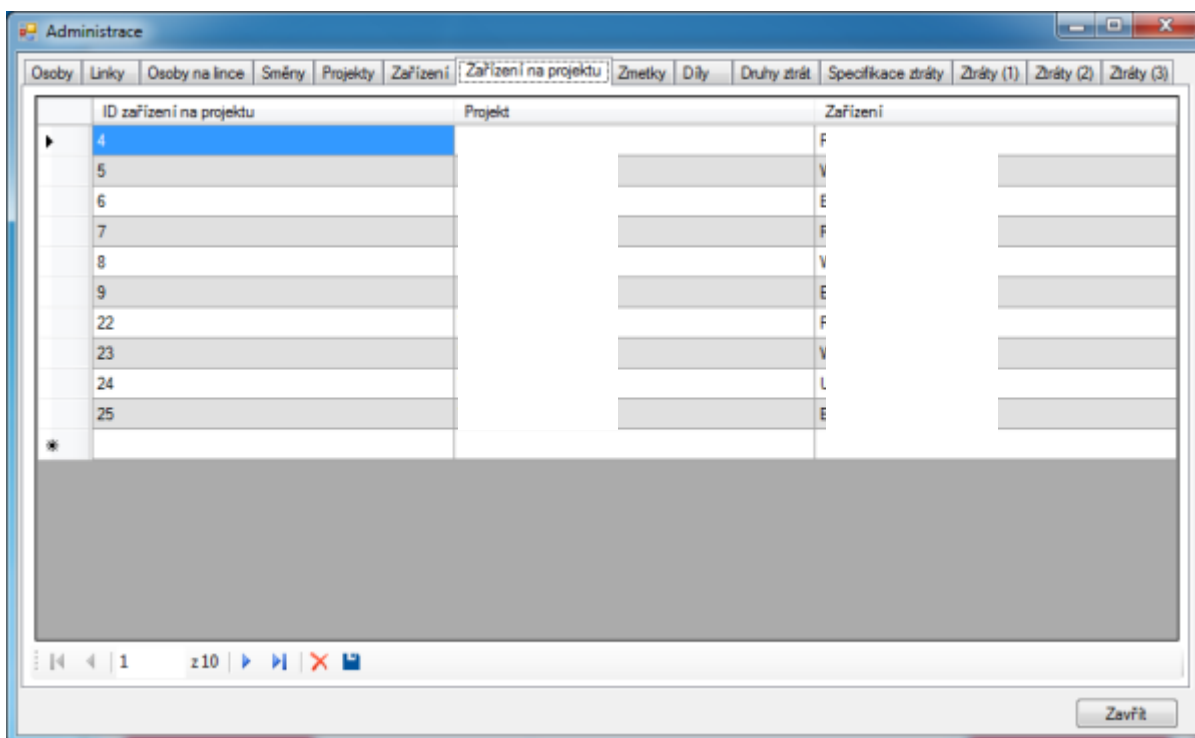 Administrace
Osoby Linky Osoby na lince Směny Projekty Zařízení Zařízení na projektu Zmetky Díly Druhy ztrát Specifikace ztráty Ztráty (1) Ztráty (2) Ztráty (3)
ID zařízení na projektu Projekt Zařízení
4
5
6
7
8
9
22
23
24
25
1 z 10
Zavřít